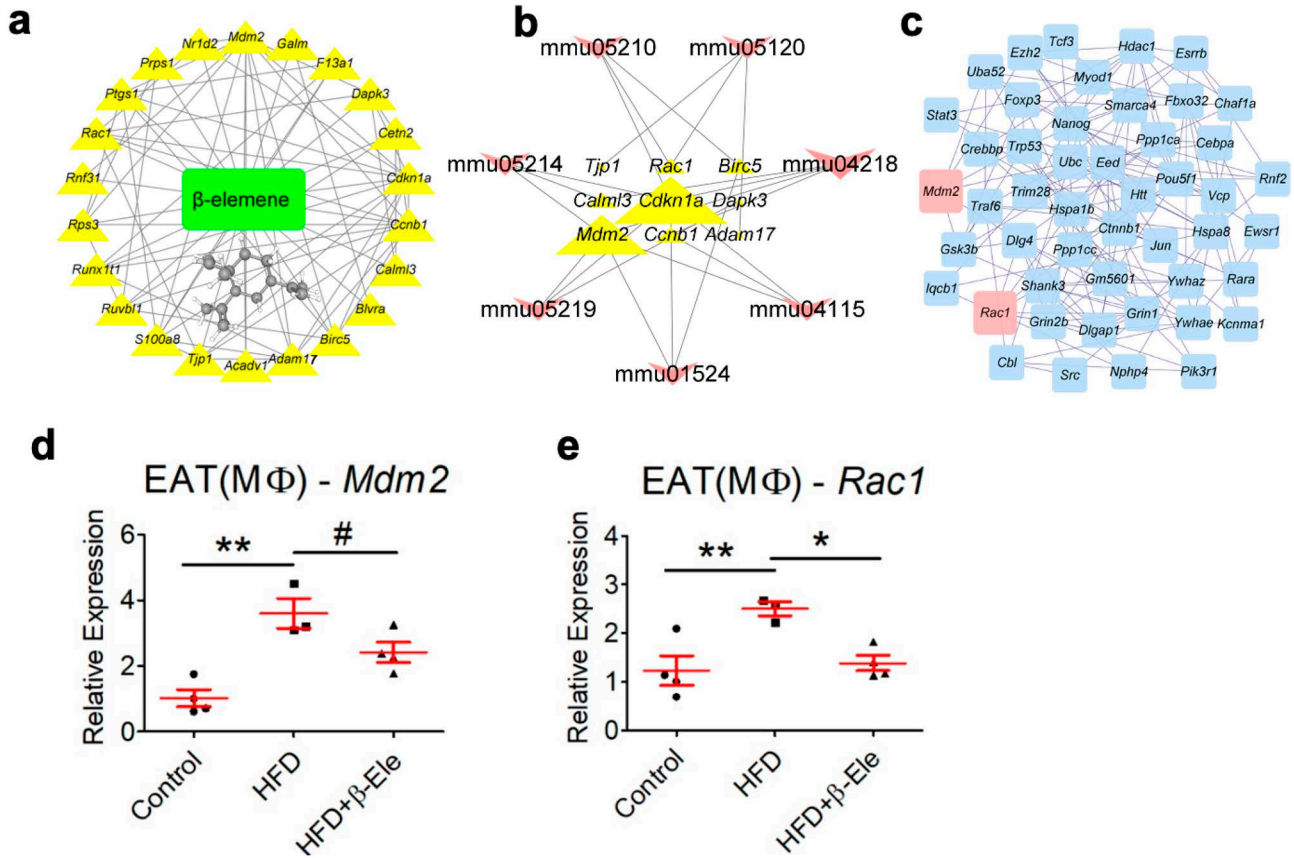 a
Mdm2
Nr1d2
Galm
Prps1
F13a1
Ptgs1
Dapk3
Rac1
Cetn2
Rnf31
Cdkn1a
β-elemene
Rps3
Ccnb1
Runx1t1
Calml3
Ruvbl1
Blvra
S100a8
Birc5
Tjp1
Acadv1
Adam17
b
mmu05210
mmu05120
mmu05214
Tjp1
Rac1
Birc5
mmu04218
Calml3
Cdkn1a
Dapk3
Mdm2
Ccnb1
Adam17
mmu05219
mmu04115
mmu01524
c
Tcf3
Ezh2
Hdac1
Esrrb
Uba52
Myod1
Foxp3
Smarca4
Fbxo32
Chaf1a
Stat3
Nanog
Crebbp
Trp53
Ppp1ca
Cebpa
Ubc
Eed
Rnf2
Mdm2
Trim28
Pou5f1
Htt
Vcp
Traf6
Hspa1b
Ctnnb1
Hspa8
Ewsr1
Gsk3b
Dlg4
Ppp1cc
Jun
Iqcb1
Shank3
Gm5601
Ywhaz
Rara
Rac1
Grin2b
Dlgap1
Grin1
Ywhae
Kcnma1
Cbl
Src
Nphp4
Pik3r1
d
EAT(MΦ) - Mdm2
Relative Expression
6
4
2
0
**
#
Control
HFD
HFD+β-Ele
e
EAT(MΦ) - Rac1
Relative Expression
4
3
2
1
0
**
*
Control
HFD
HFD+β-Ele